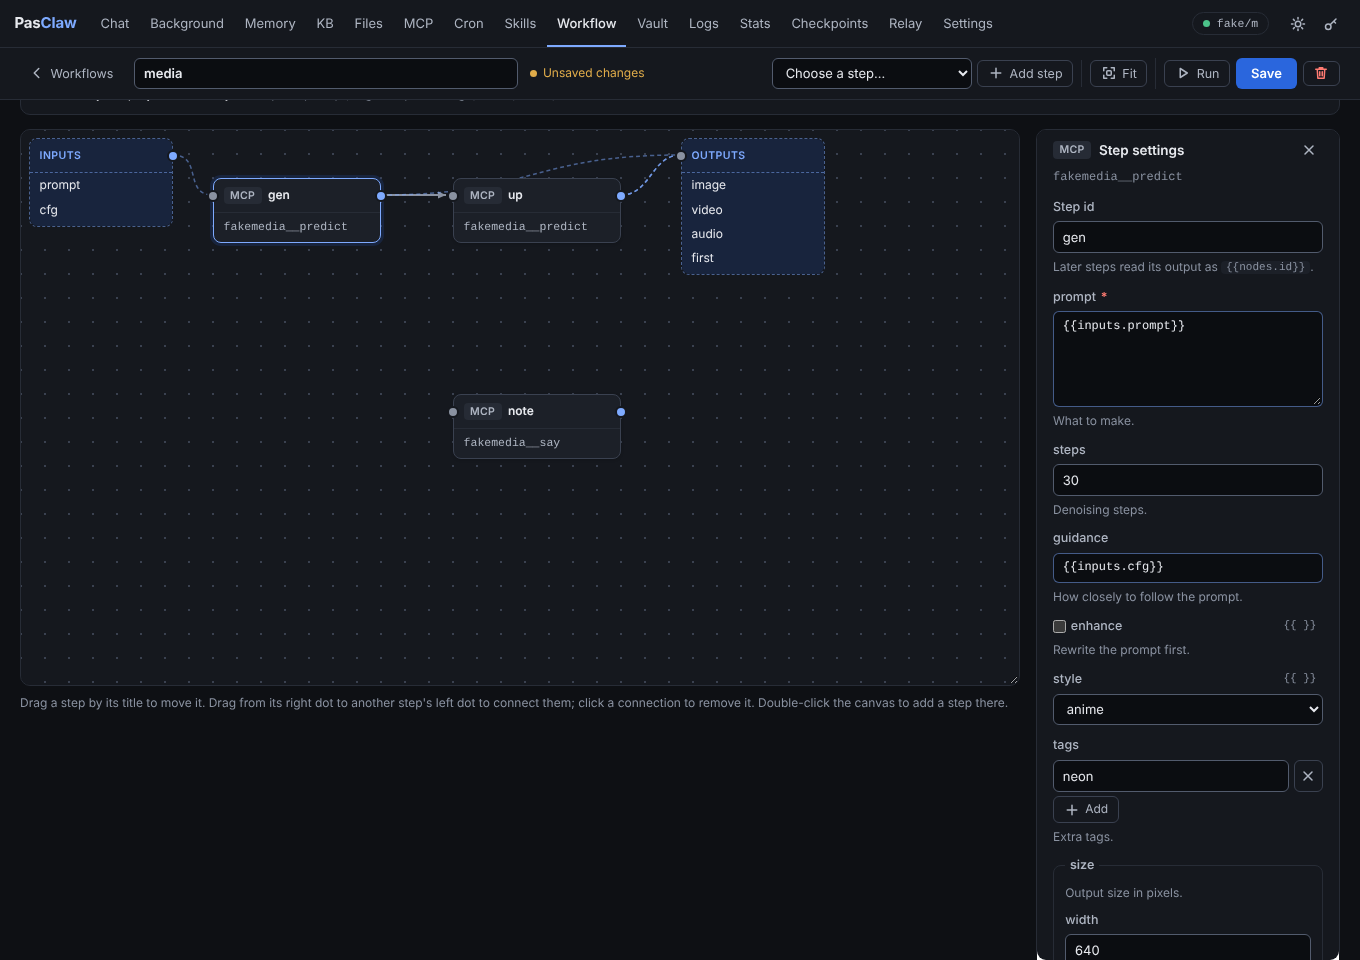 PasClaw Chat Background Memory KB Files MCP Cron Skills Workflow Vault Logs Stats Checkpoints Relay Settings fake/m
Workflows media Unsaved changes Choose a step... Add step Fit Run Save
INPUTS
prompt
cfg
MCP gen
fakemedia__predict
MCP up
fakemedia__predict
OUTPUTS
image
video
audio
first
MCP note
fakemedia__say
Drag a step by its title to move it. Drag from its right dot to another step's left dot to connect them; click a connection to remove it. Double-click the canvas to add a step there.
MCP Step settings
fakemedia__predict
Step id
gen
Later steps read its output as {{nodes.id}}.
prompt *
{{inputs.prompt}}
What to make.
steps
30
Denoising steps.
guidance
{{inputs.cfg}}
How closely to follow the prompt.
enhance {{ }}
Rewrite the prompt first.
style {{ }}
anime
tags
neon
Add
Extra tags.
size
Output size in pixels.
width
640